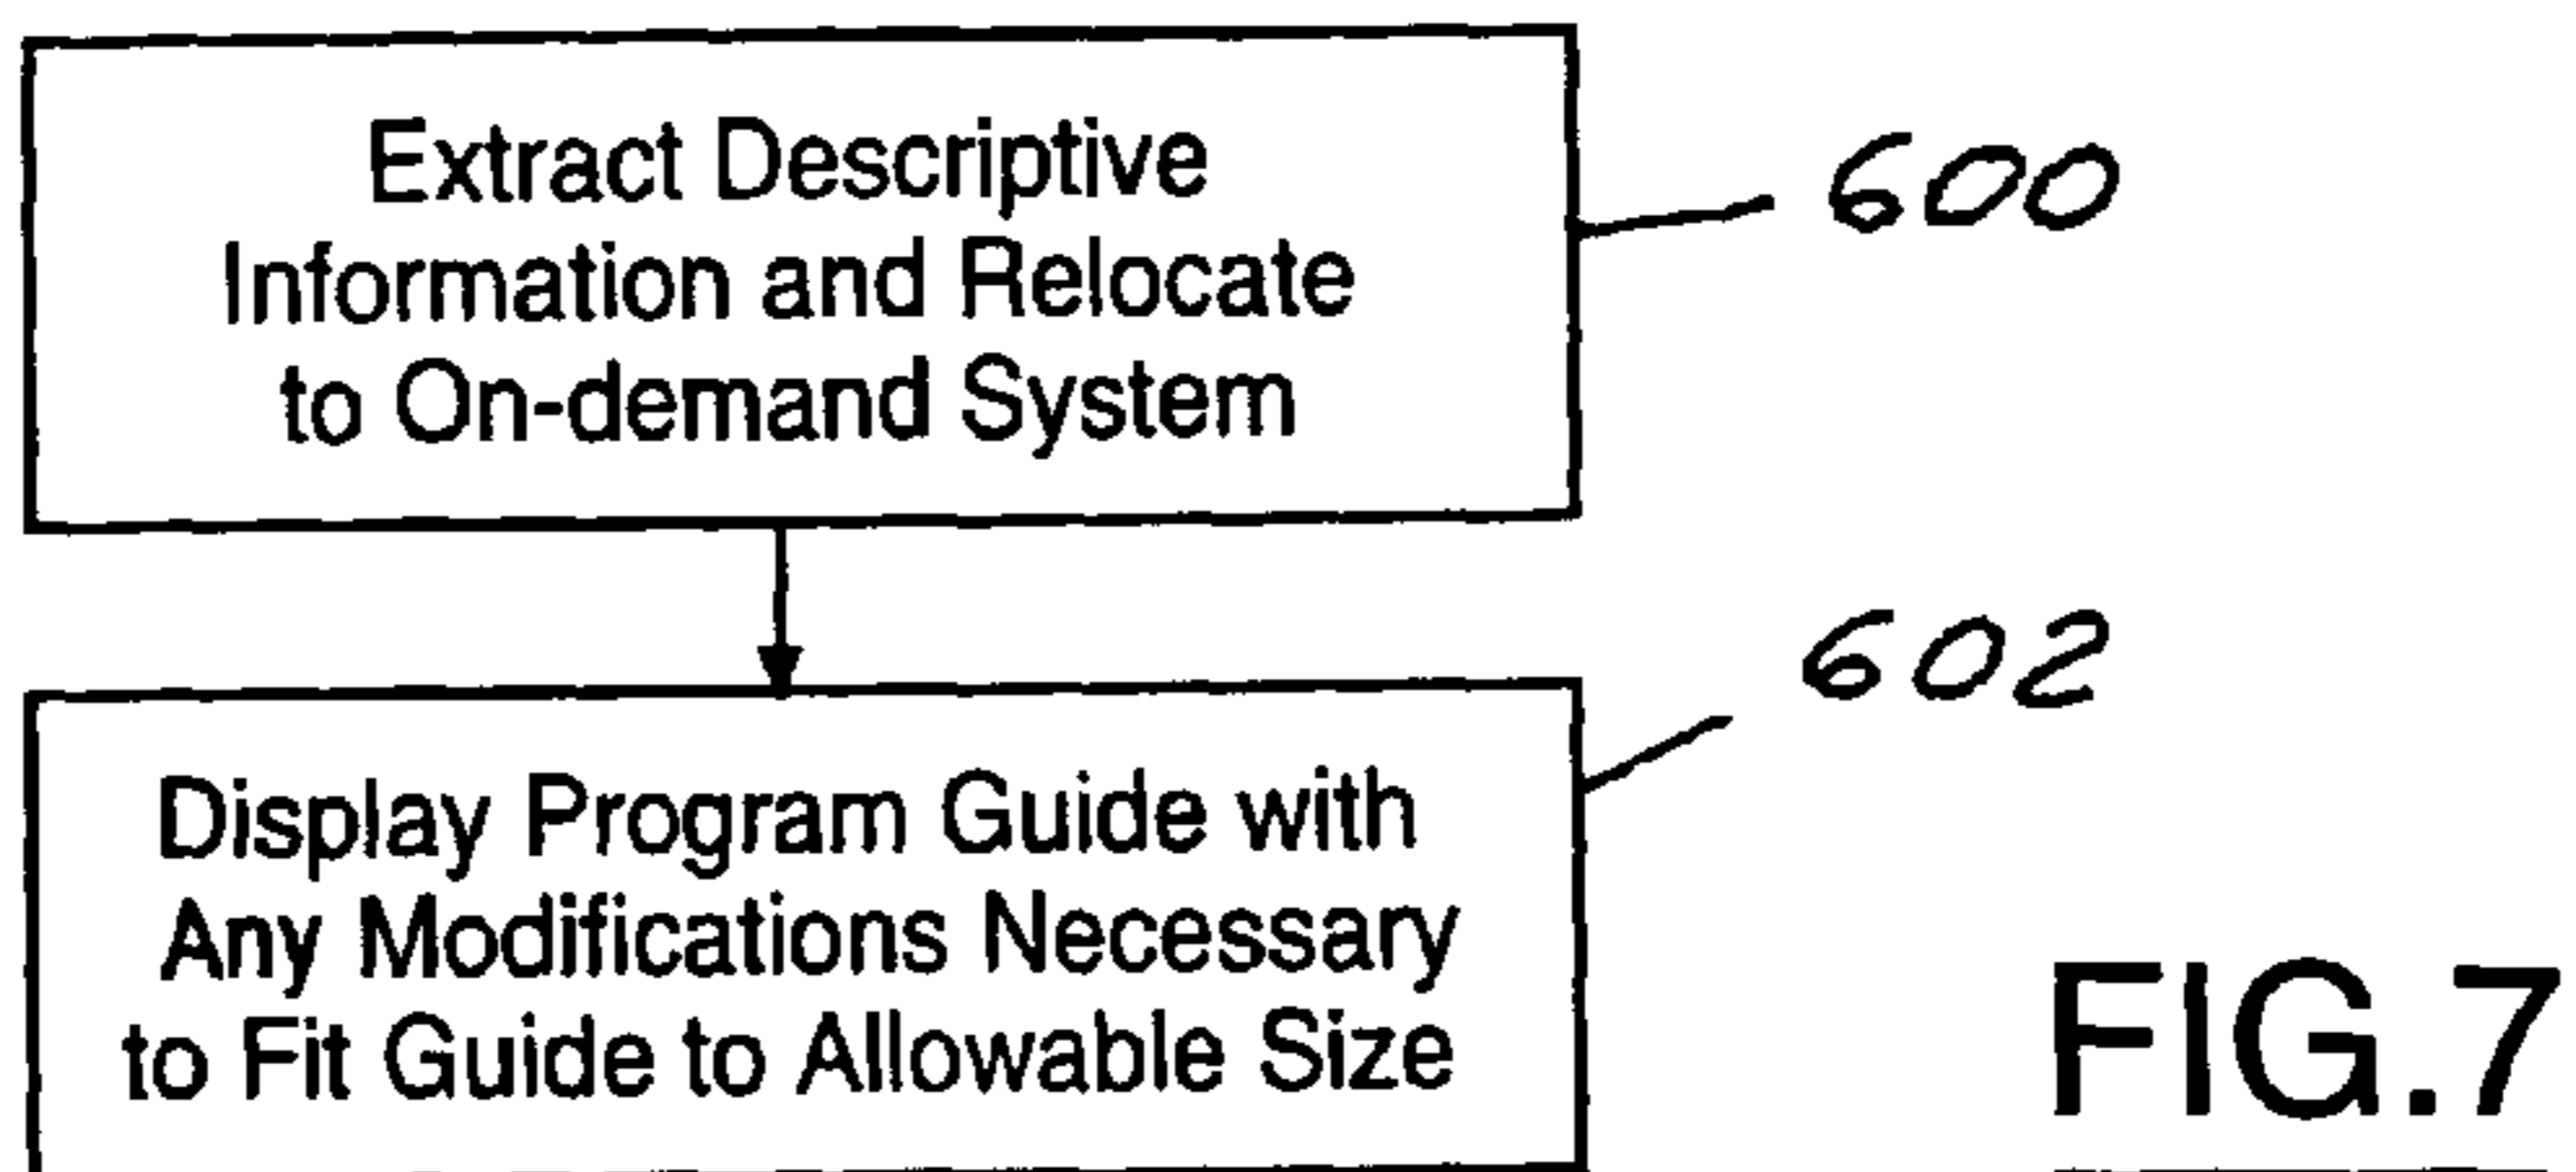 Extract Descriptive
Information and Relocate
to On-demand System
600
602
Display Program Guide with
Any Modifications Necessary
to Fit Guide to Allowable Size
FIG.7